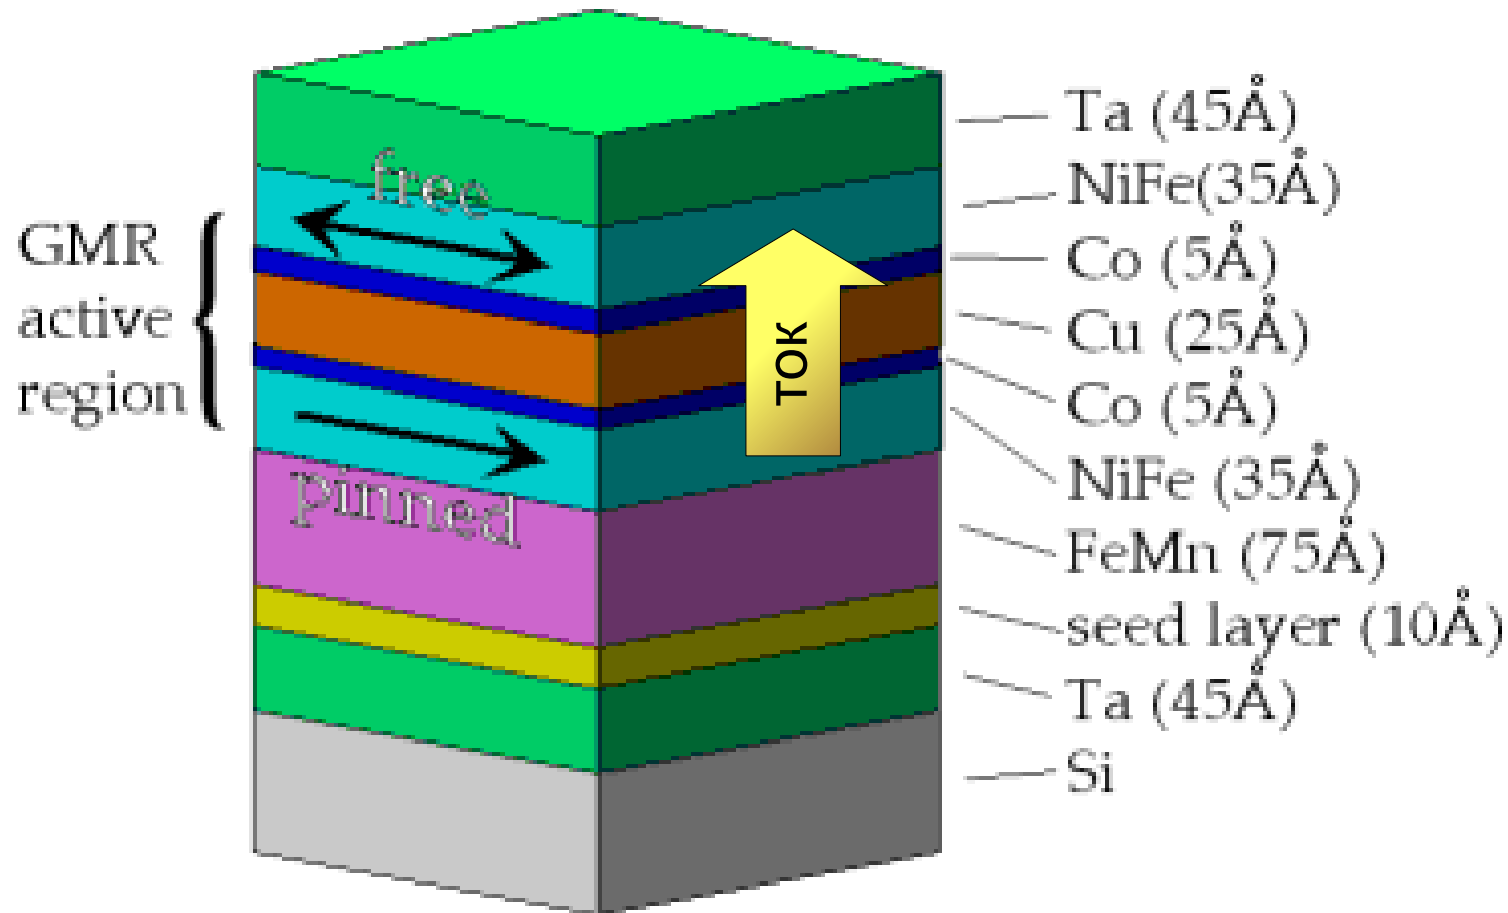 free
GMR
active
region
pinned
ТОК
Ta (45Å)
NiFe(35Å)
Co (5Å)
Cu (25Å)
Co (5Å)
NiFe (35Å)
FeMn (75Å)
seed layer (10Å)
Ta (45Å)
Si